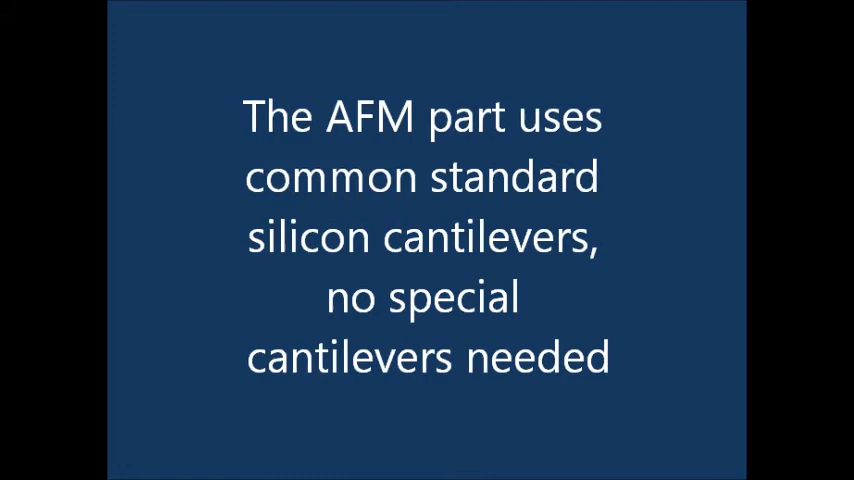 The AFM part uses
common standard
silicon cantilevers,
no special
cantilevers needed